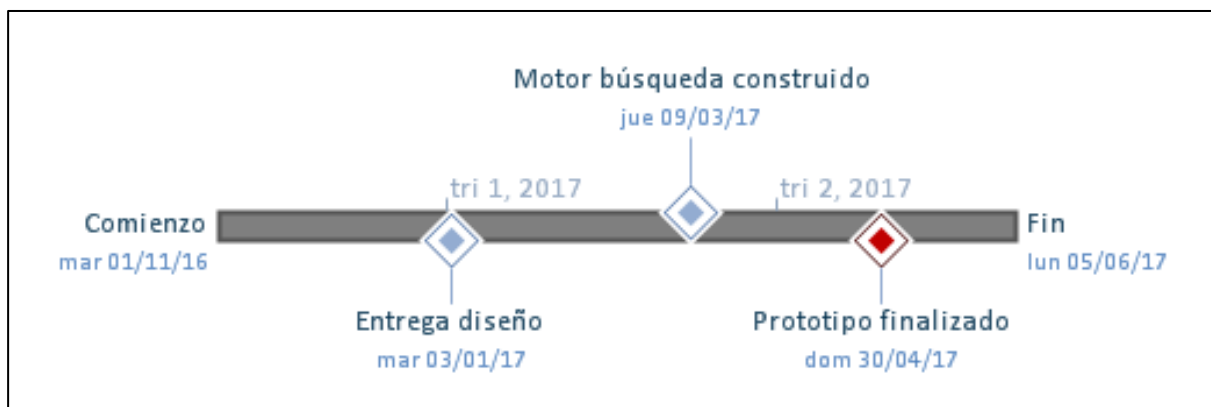 Motor búsqueda construido
jue 09/03/17
tri 1, 2017
tri 2, 2017
Comienzo
mar 01/11/16
Fin
lun 05/06/17
Entrega diseño
mar 03/01/17
Prototipo finalizado
dom 30/04/17